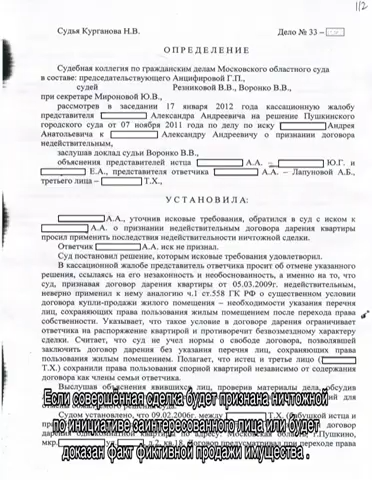 112
Судья Курганова Н.В. Дело № 33 –
ОПРЕДЕЛЕНИЕ
Судебная коллегия по гражданским делам Московского областного суда
в составе: председательствующего Анцифировой Г.П.,
судей Резниковой В.В., Воронко В.В.,
при секретаре Мироновой Ю.В.,
рассмотрев в заседании 17 января 2012 года кассационную жалобу
представителя Александра Андреевича на решение Пушкинского
городского суда от 07 ноября 2011 года по делу по иску Андрея
Анатольевича к Александру Андреевичу о признании договора
недействительным,
заслушав доклад судьи Воронко В.В.,
объяснения представителей истца А.А. – Ю.Г. и
Е.А., представителя ответчика А.А. – Лапуновой А.Б.,
третьего лица – Т.Х.,
УСТАНОВИЛА:
А.А., уточнив исковые требования, обратился в суд с иском к
А.А. о признании недействительным договора дарения квартиры
просил применить последствия недействительности ничтожной сделки.
Ответчик А.А. иск не признал.
Суд постановил решение, которым исковые требования удовлетворил.
В кассационной жалобе представитель ответчика просит об отмене указанного
решения, ссылаясь на его незаконность и необоснованность, а именно на то, что
суд, признавая договор дарения квартиры от 05.03.2009г. недействительным,
неверно применил к нему аналогию ч.1 ст.558 ГК РФ о существенном условии
договора купли-продажи жилого помещения – необходимости указания перечня
лиц, сохраняющих права пользования жилым помещением после перехода права
собственности. Указывает, что такое условие в договоре дарения ограничивает
ответчика на распоряжение квартирой и противоречит безвозмездному характеру
сделки. Считает, что суд не учел нормы о свободе договора, позволявшей
заключить договор дарения без указания перечня лиц, сохраняющих права
пользования жилым помещением. Полагает, что истец и третье лицо (
Т.Х.) сохранили права пользования спорной квартирой независимо от содержания
договора как члены семьи ответчика.
Выслушав объяснения явившихся лиц, проверив материалы дела, обсудив
Если совершённая сделка будет признана ничтожной
Судом установлено, что 09.02.2006г. между Т.Х. (бабушкой истца и
по инициативе заинтересованного лица или будет
доказан факт фиктивной продажи имущества .